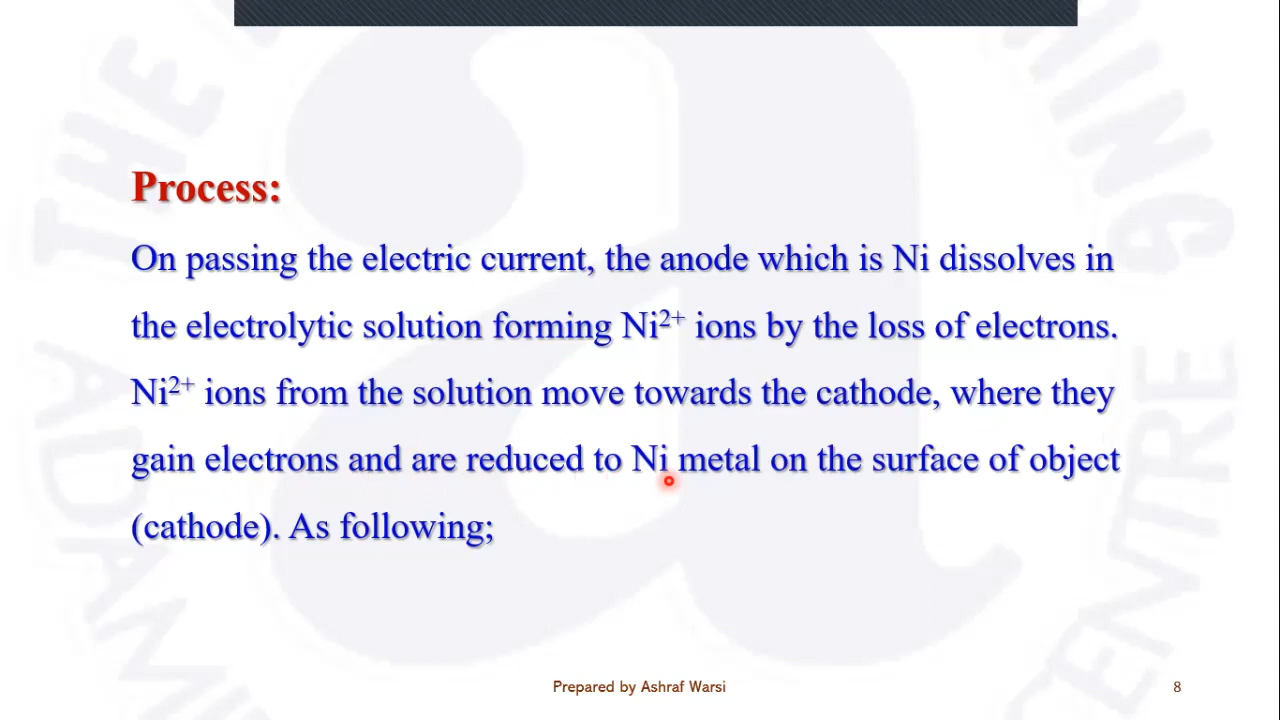 Process:
On passing the electric current, the anode which is Ni dissolves in
the electrolytic solution forming Ni²⁺ ions by the loss of electrons.
Ni²⁺ ions from the solution move towards the cathode, where they
gain electrons and are reduced to Ni metal on the surface of object
(cathode). As following;
Prepared by Ashraf Warsi
8